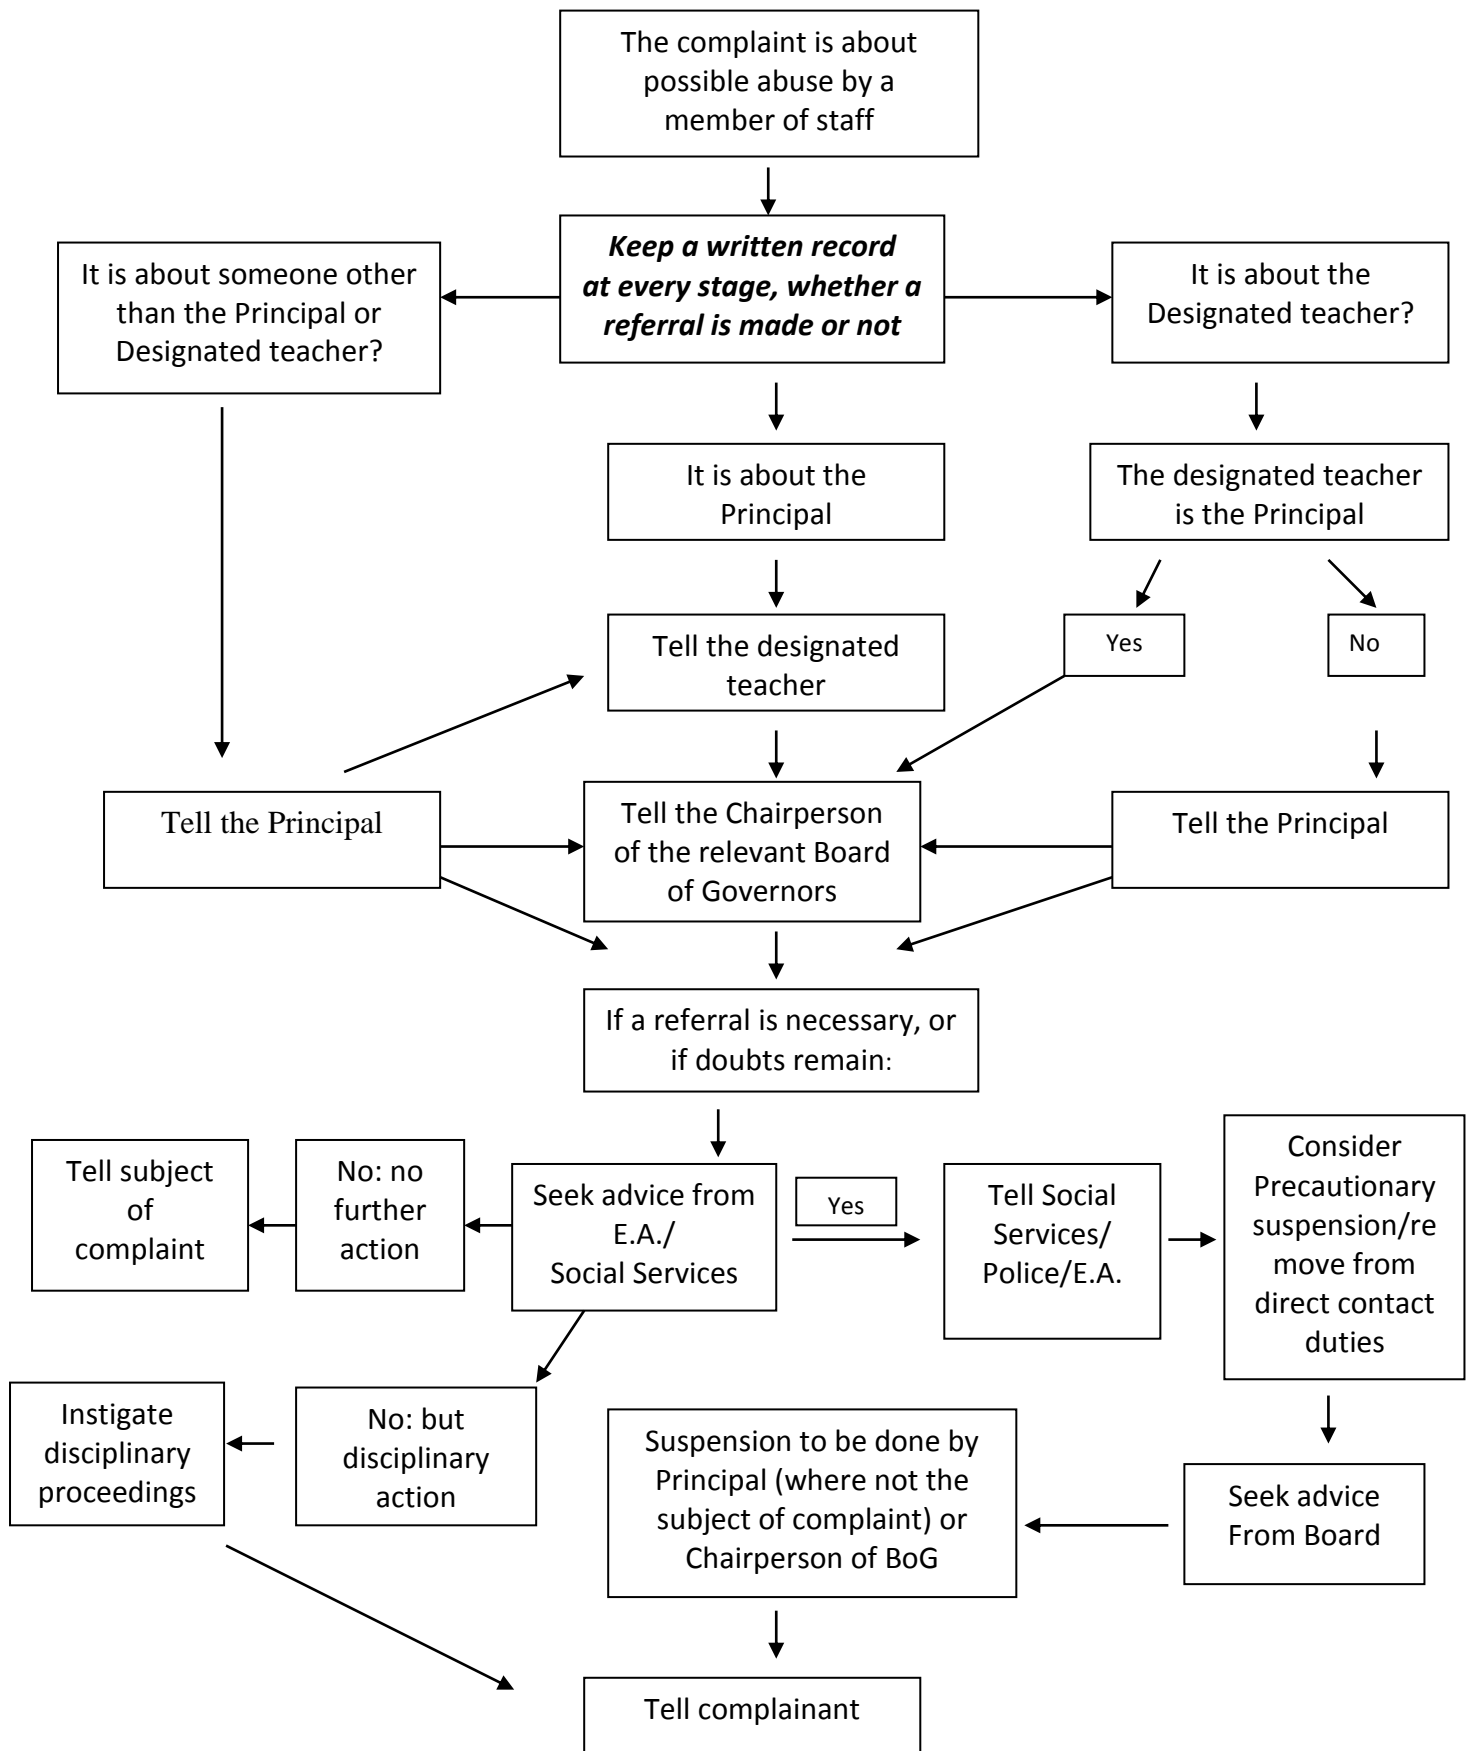 The complaint is about
possible abuse by a
member of staff
Keep a written record
at every stage, whether a
referral is made or not
It is about someone other
than the Principal or
Designated teacher?
It is about the
Designated teacher?
It is about the
Principal
The designated teacher
is the Principal
Tell the designated
teacher
Yes
No
Tell the Principal
Tell the Chairperson
of the relevant Board
of Governors
Tell the Principal
If a referral is necessary, or
if doubts remain:
Tell subject
of
complaint
No: no
further
action
Seek advice from
E.A./
Social Services
Yes
Tell Social
Services/
Police/E.A.
Consider
Precautionary
suspension/re
move from
direct contact
duties
Instigate
disciplinary
proceedings
No: but
disciplinary
action
Suspension to be done by
Principal (where not the
subject of complaint) or
Chairperson of BoG
Seek advice
From Board
Tell complainant